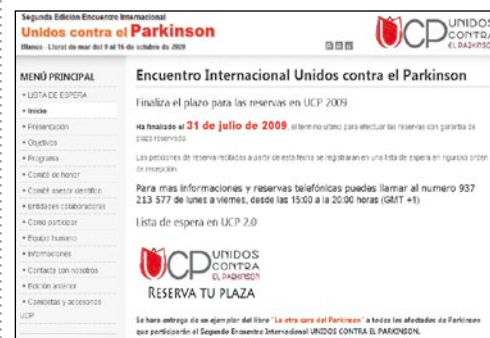 Segunda Edición Encuentro Internacional
Unidos contra el Parkinson
Blanes - Lloret de mar del 9 al 16 de octubre de 2009
UCP UNIDOS
CONTRA
EL PARKINSON
MENÚ PRINCIPAL
LISTA DE ESPERA
Inicio
Presentación
Objetivos
Programa
Comité de honor
Comité asesor científico
Entidades colaboradoras
Como participar
Equipo humano
Informaciones
Contacta con nosotros
Edición anterior
Camisetas y accesorios
UCP
Encuentro Internacional Unidos contra el Parkinson
Finaliza el plazo para las reservas en UCP 2009
Ha finalizado el 31 de julio de 2009, el termino ultimo para efectuar las reservas con garantia de
plaza reservada.
Las peticiones de reserva recibidas a partir de esta fecha se registraran en una lista de espera en riguroso orden
de recepción.
Para mas informaciones y reservas telefónicas puedes llamar al numero 937
213 577 de lunes a viernes, desde las 15:00 a la 20:00 horas (GMT +1)
Lista de espera en UCP 2.0
UCP UNIDOS
CONTRA
EL PARKINSON
RESERVA TU PLAZA
Se hara entrega de un ejemplar del libro "La otra cara del Parkinson" a todos los afectados de Parkinson
que participarán el Segundo Encuentro Internacional UNIDOS CONTRA EL PARKINSON.